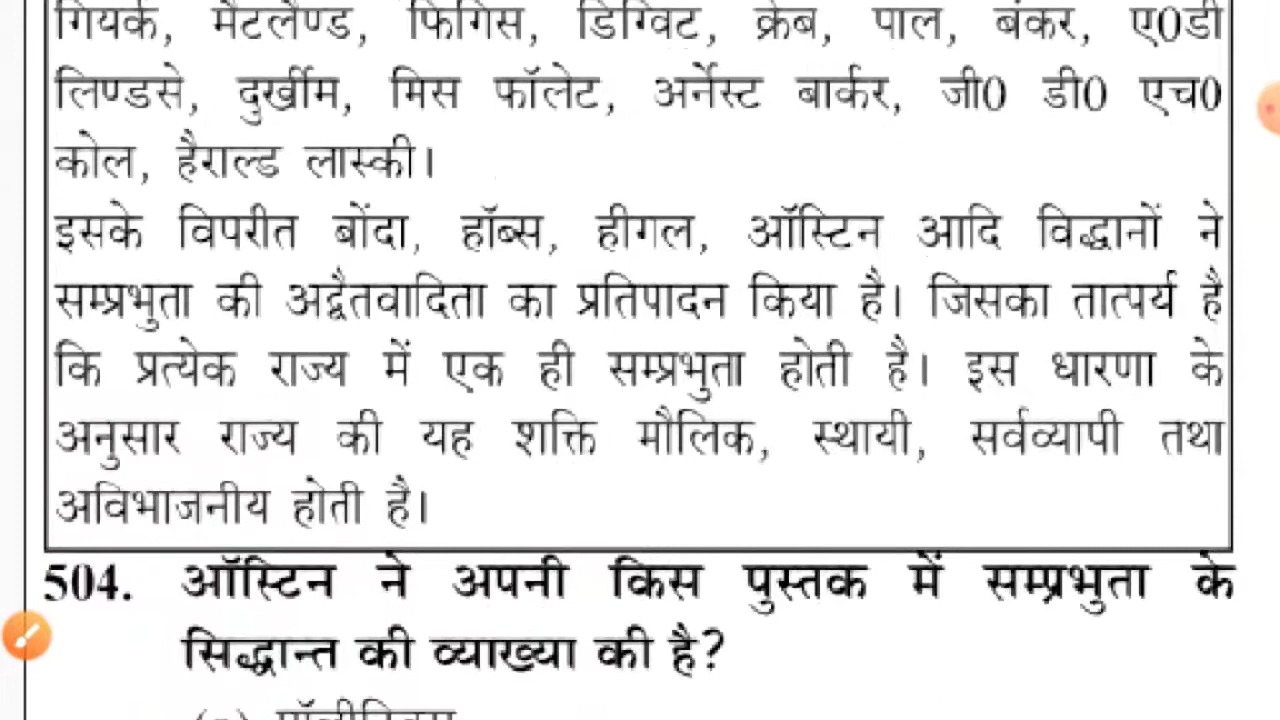 गियर्क, मैटलैण्ड, फिगिस, डिग्विट, क्रेब, पाल, बंकर, ए0डी
लिण्डसे, दुर्खीम, मिस फॉलेट, अर्नेस्ट बार्कर, जी0 डी0 एच0
कोल, हैराल्ड लास्की।
इसके विपरीत बोंदा, हॉब्स, हीगल, ऑस्टिन आदि विद्धानों ने
सम्प्रभुता की अद्वैतवादिता का प्रतिपादन किया है। जिसका तात्पर्य है
कि प्रत्येक राज्य में एक ही सम्प्रभुता होती है। इस धारणा के
अनुसार राज्य की यह शक्ति मौलिक, स्थायी, सर्वव्यापी तथा
अविभाजनीय होती है।
504. ऑस्टिन ने अपनी किस पुस्तक में सम्प्रभुता के
सिद्धान्त की व्याख्या की है?